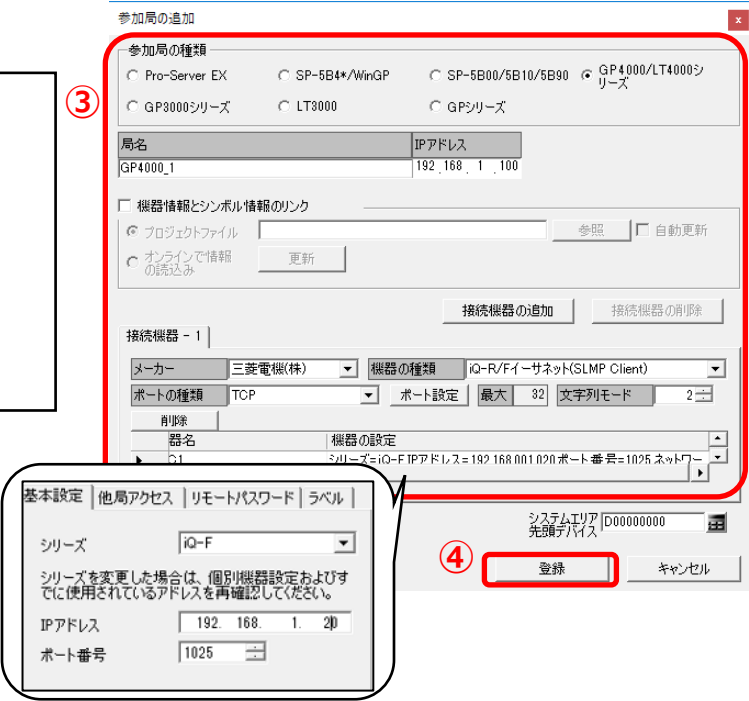 参加局の追加
x
参加局の種類
Pro-Server EX
SP-5B4*/WinGP
SP-5B00/5B10/5B90
GP4000/LT4000シリーズ
GP3000シリーズ
LT3000
GPシリーズ
③
局名
IPアドレス
GP4000_1
192.168. 1 .100
機器情報とシンボル情報のリンク
プロジェクトファイル
参照
自動更新
オンラインで情報
の読込み
更新
接続機器の追加
接続機器の削除
接続機器 - 1
メーカー
三菱電機(株)
機器の種類
iQ-R/Fイーサネット(SLMP Client)
ポートの種類
TCP
ポート設定
最大
32
文字列モード
2
削除
器名
機器の設定
シリーズ=iQ-F IPアドレス=192.168.001.020 ポート番号=1025 ネットワー
システムエリア
先頭デバイス
D00000000
④
登録
キャンセル
基本設定
他局アクセス
リモートパスワード
ラベル
シリーズ
iQ-F
シリーズを変更した場合は、個別機器設定およびす
でに使用されているアドレスを再確認してください。
IPアドレス
192. 168. 1. 20
ポート番号
1025